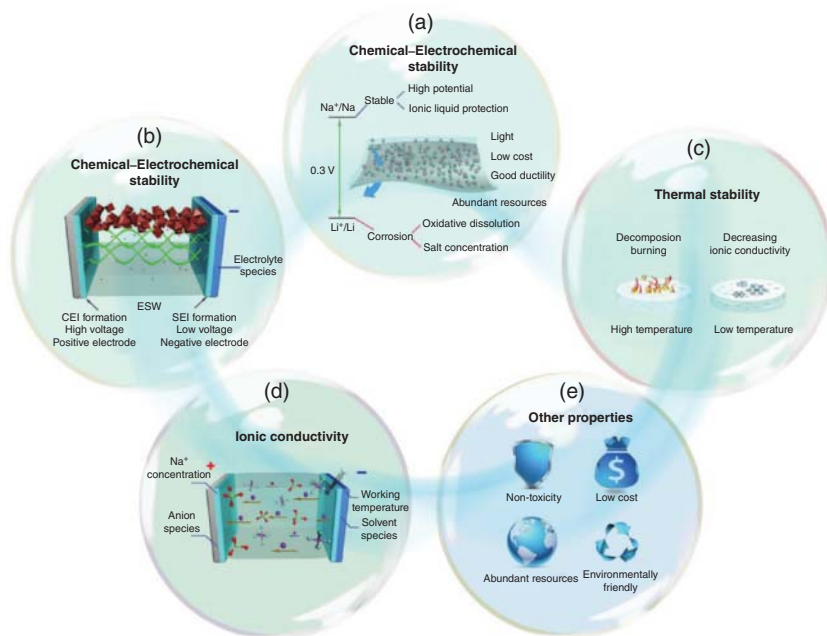 (a)
Chemical–Electrochemical
stability
High potential
Na⁺/Na
Stable
Ionic liquid protection
Light
0.3 V
Low cost
Good ductility
Abundant resources
Li⁺/Li
Corrosion
Oxidative dissolution
Salt concentration
(b)
Chemical–Electrochemical
stability
–
Electrolyte
species
ESW
CEI formation
High voltage
Positive electrode
SEI formation
Low voltage
Negative electrode
(c)
Thermal stability
Decomposion
burning
Decreasing
ionic conductivity
High temperature
Low temperature
(d)
Ionic conductivity
Na⁺
concentration
+
–
Anion
species
Working
temperature
Solvent
species
(e)
Other properties
$
Non-toxicity
Low cost
Abundant resources
Environmentally
friendly